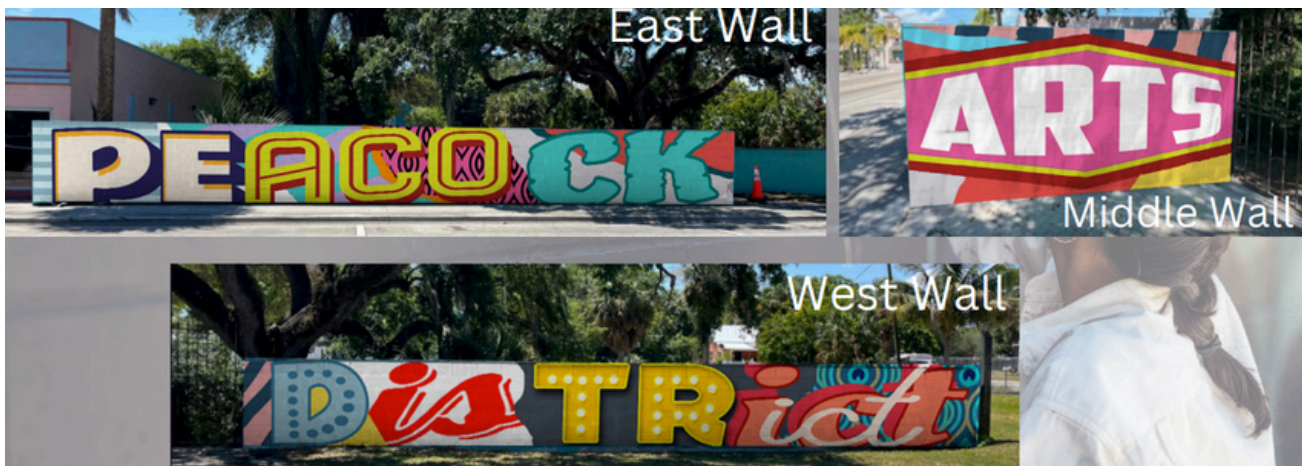 East Wall
PEACOCK
ARTS
Middle Wall
West Wall
DisTRict